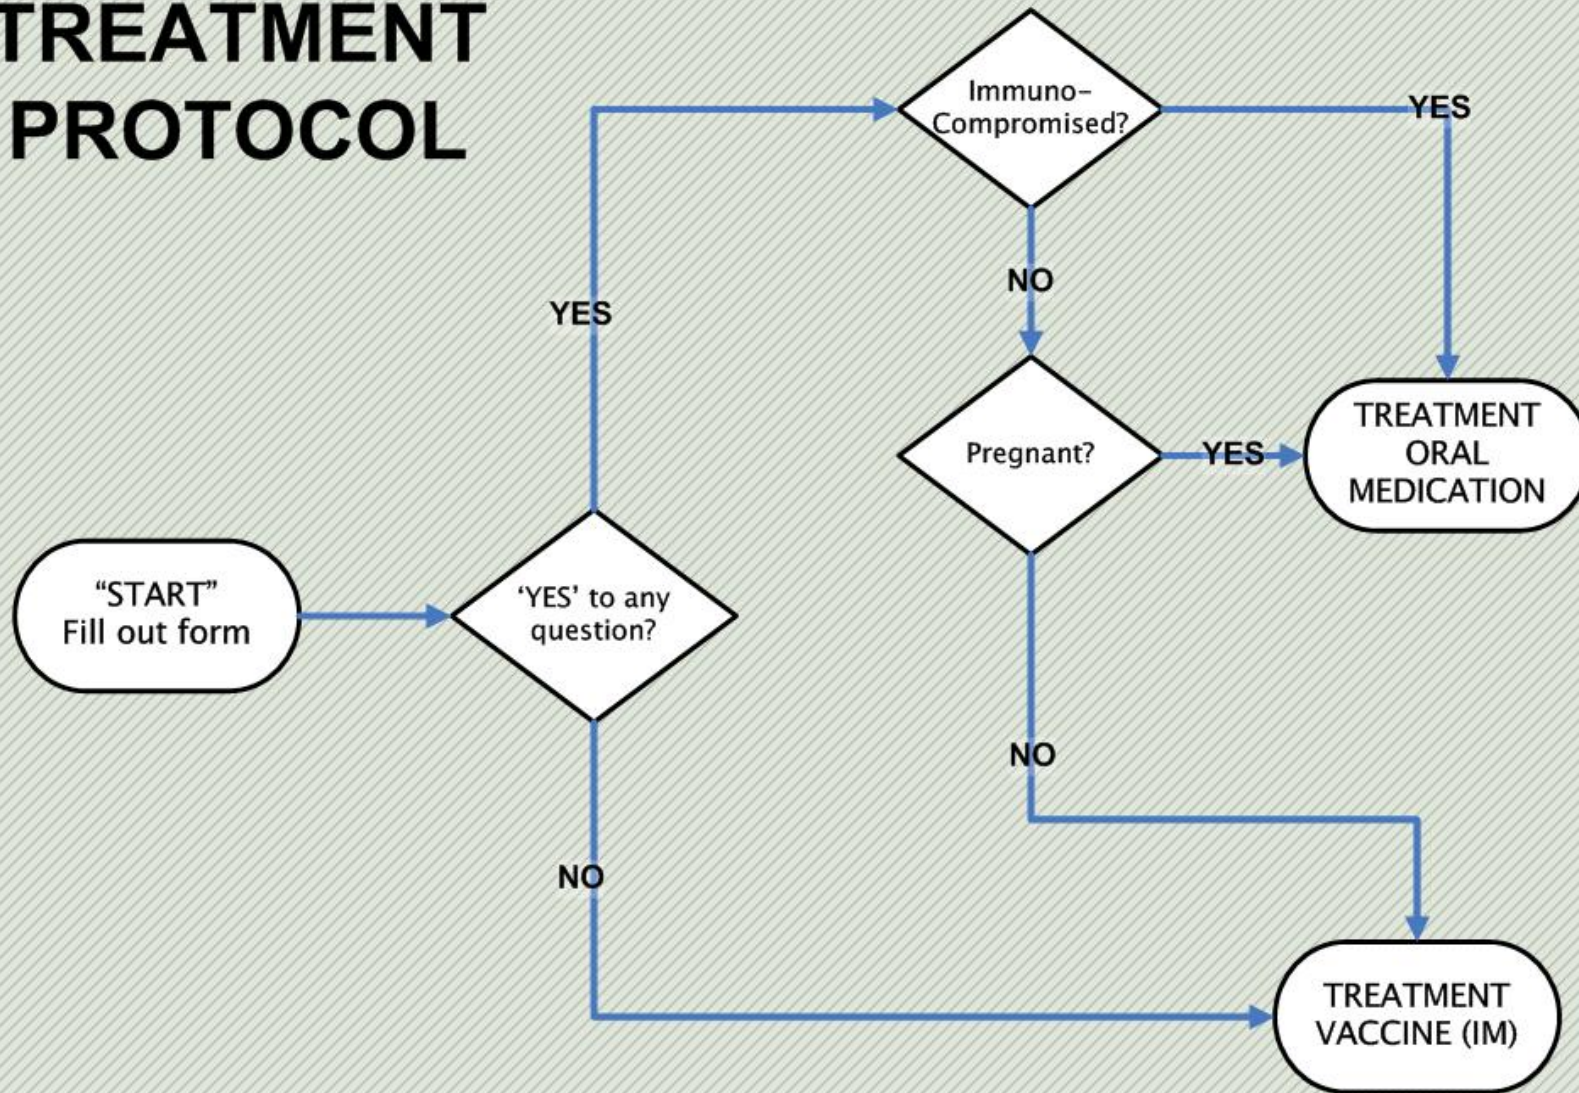 TREATMENT
PROTOCOL
Immuno-
Compromised?
YES
NO
YES
Pregnant?
YES
TREATMENT
ORAL
MEDICATION
“START”
Fill out form
‘YES’ to any
question?
NO
NO
TREATMENT
VACCINE (IM)